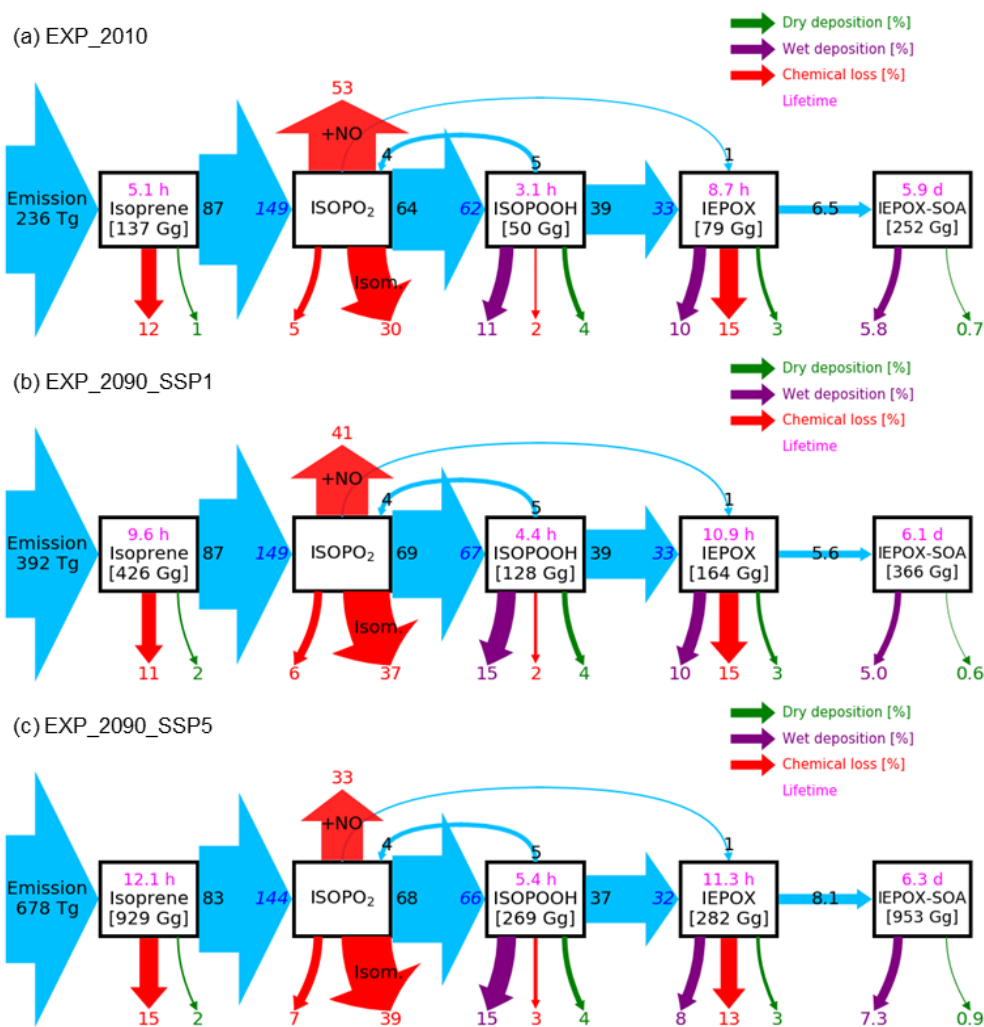 (a) EXP_2010
Dry deposition [%]
Wet deposition [%]
Chemical loss [%]
Lifetime
53
+NO
4
5
1
Emission
236 Tg
5.1 h
Isoprene
[137 Gg]
87
149
ISOPO2
64
62
3.1 h
ISOPOOH
[50 Gg]
39
33
8.7 h
IEPOX
[79 Gg]
6.5
5.9 d
IEPOX-SOA
[252 Gg]
Isom.
12
1
5
30
11
2
4
10
15
3
5.8
0.7
(b) EXP_2090_SSP1
Dry deposition [%]
Wet deposition [%]
Chemical loss [%]
Lifetime
41
+NO
4
5
1
Emission
392 Tg
9.6 h
Isoprene
[426 Gg]
87
149
ISOPO2
69
67
4.4 h
ISOPOOH
[128 Gg]
39
33
10.9 h
IEPOX
[164 Gg]
5.6
6.1 d
IEPOX-SOA
[366 Gg]
Isom.
11
2
6
37
15
2
4
10
15
3
5.0
0.6
(c) EXP_2090_SSP5
Dry deposition [%]
Wet deposition [%]
Chemical loss [%]
Lifetime
33
+NO
4
5
1
Emission
678 Tg
12.1 h
Isoprene
[929 Gg]
83
144
ISOPO2
68
66
5.4 h
ISOPOOH
[269 Gg]
37
32
11.3 h
IEPOX
[282 Gg]
8.1
6.3 d
IEPOX-SOA
[953 Gg]
Isom.
15
2
7
39
15
3
4
8
13
3
7.3
0.9